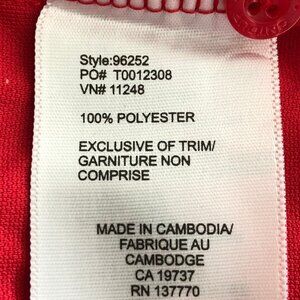 Style:96252
PO# T0012308
VN# 11248
100% POLYESTER
EXCLUSIVE OF TRIM/
GARNITURE NON
COMPRISE
MADE IN CAMBODIA/
FABRIQUE AU
CAMBODGE
CA 19737
RN 137770